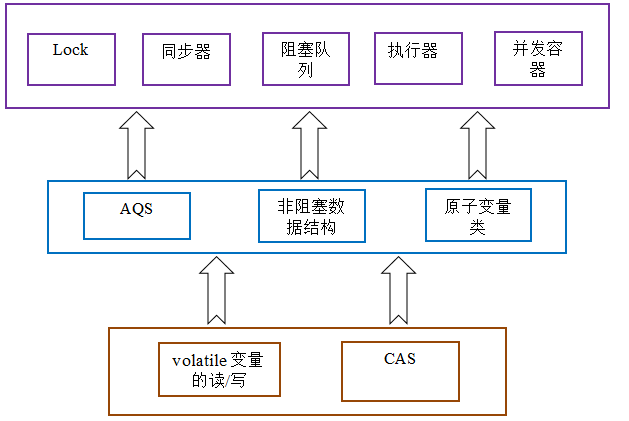 Lock
同步器
阻塞队
列
执行器
并发容
器
AQS
非阻塞数
据结构
原子变量
类
volatile 变量
的读/写
CAS